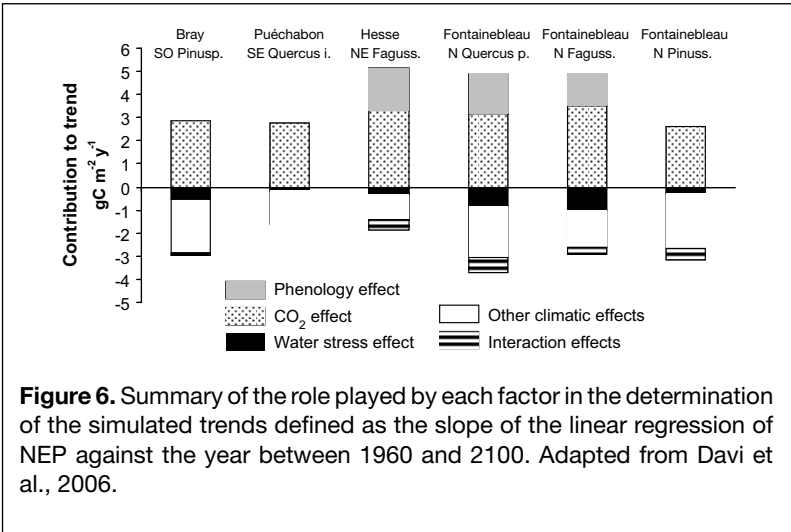 Bray Puéchabon Hesse Fontainebleau Fontainebleau Fontainebleau
SO Pinusp. SE Quercus i. NE Faguss. N Quercus p. N Faguss. N Pinuss.
6
5
4
3
2
1
0
-1
-2
-3
-4
-5
Contribution to trend
gC m⁻² y⁻¹
Phenology effect
CO₂ effect
Water stress effect
Other climatic effects
Interaction effects
Figure 6. Summary of the role played by each factor in the determination
of the simulated trends defined as the slope of the linear regression of
NEP against the year between 1960 and 2100. Adapted from Davi et
al., 2006.